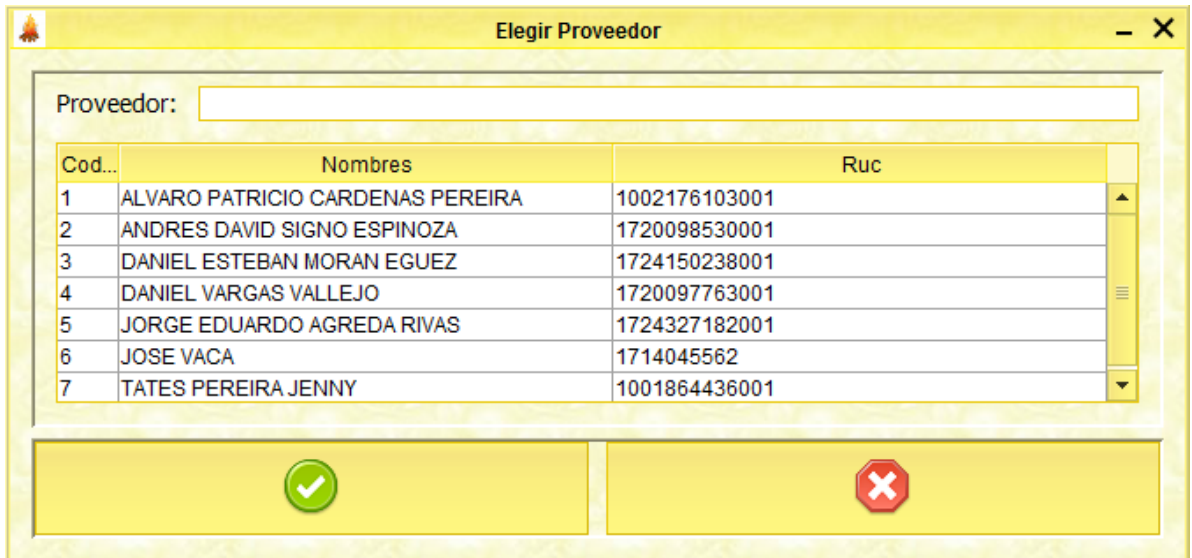 Elegir Proveedor
Proveedor:
Cod... Nombres Ruc
1 ALVARO PATRICIO CARDENAS PEREIRA 1002176103001
2 ANDRES DAVID SIGNO ESPINOZA 1720098530001
3 DANIEL ESTEBAN MORAN EGUEZ 1724150238001
4 DANIEL VARGAS VALLEJO 1720097763001
5 JORGE EDUARDO AGREDA RIVAS 1724327182001
6 JOSE VACA 1714045562
7 TATES PEREIRA JENNY 1001864436001